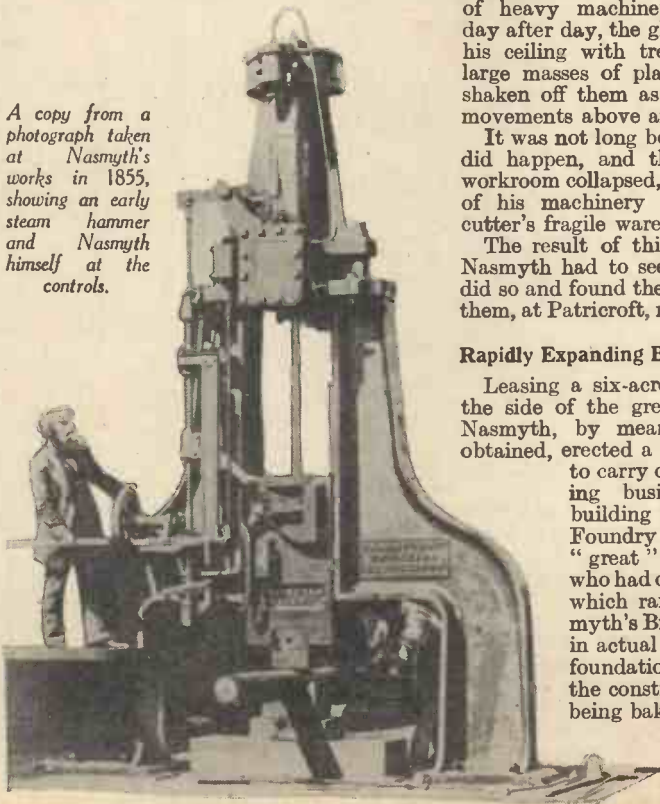 A copy from a
photograph taken
at Nasmyth's
works in 1855,
showing an early
steam hammer
and Nasmyth
himself at the
controls.
of heavy machine
day after day, the g
his ceiling with tre
large masses of pla
shaken off them as
movements above a
It was not long be
did happen, and th
workroom collapsed,
of his machinery
cutter's fragile ware
The result of thi
Nasmyth had to see
did so and found the
them, at Patricroft, n
Rapidly Expanding B
Leasing a six-acre
the side of the gre
Nasmyth, by mean
obtained, erected a
to carry o
ing busi
building
Foundry
“ great ”
who had c
which ra
myth's B
in actual
foundatio
the const
being bak